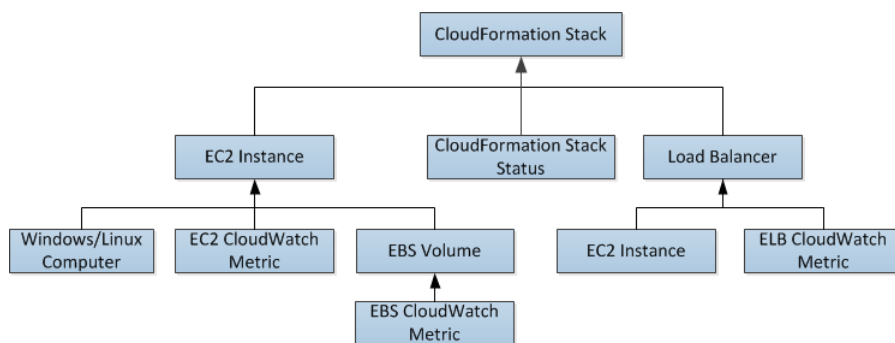 CloudFormation Stack
EC2 Instance
CloudFormation Stack
Status
Load Balancer
Windows/Linux
Computer
EC2 CloudWatch
Metric
EBS Volume
EC2 Instance
ELB CloudWatch
Metric
EBS CloudWatch
Metric